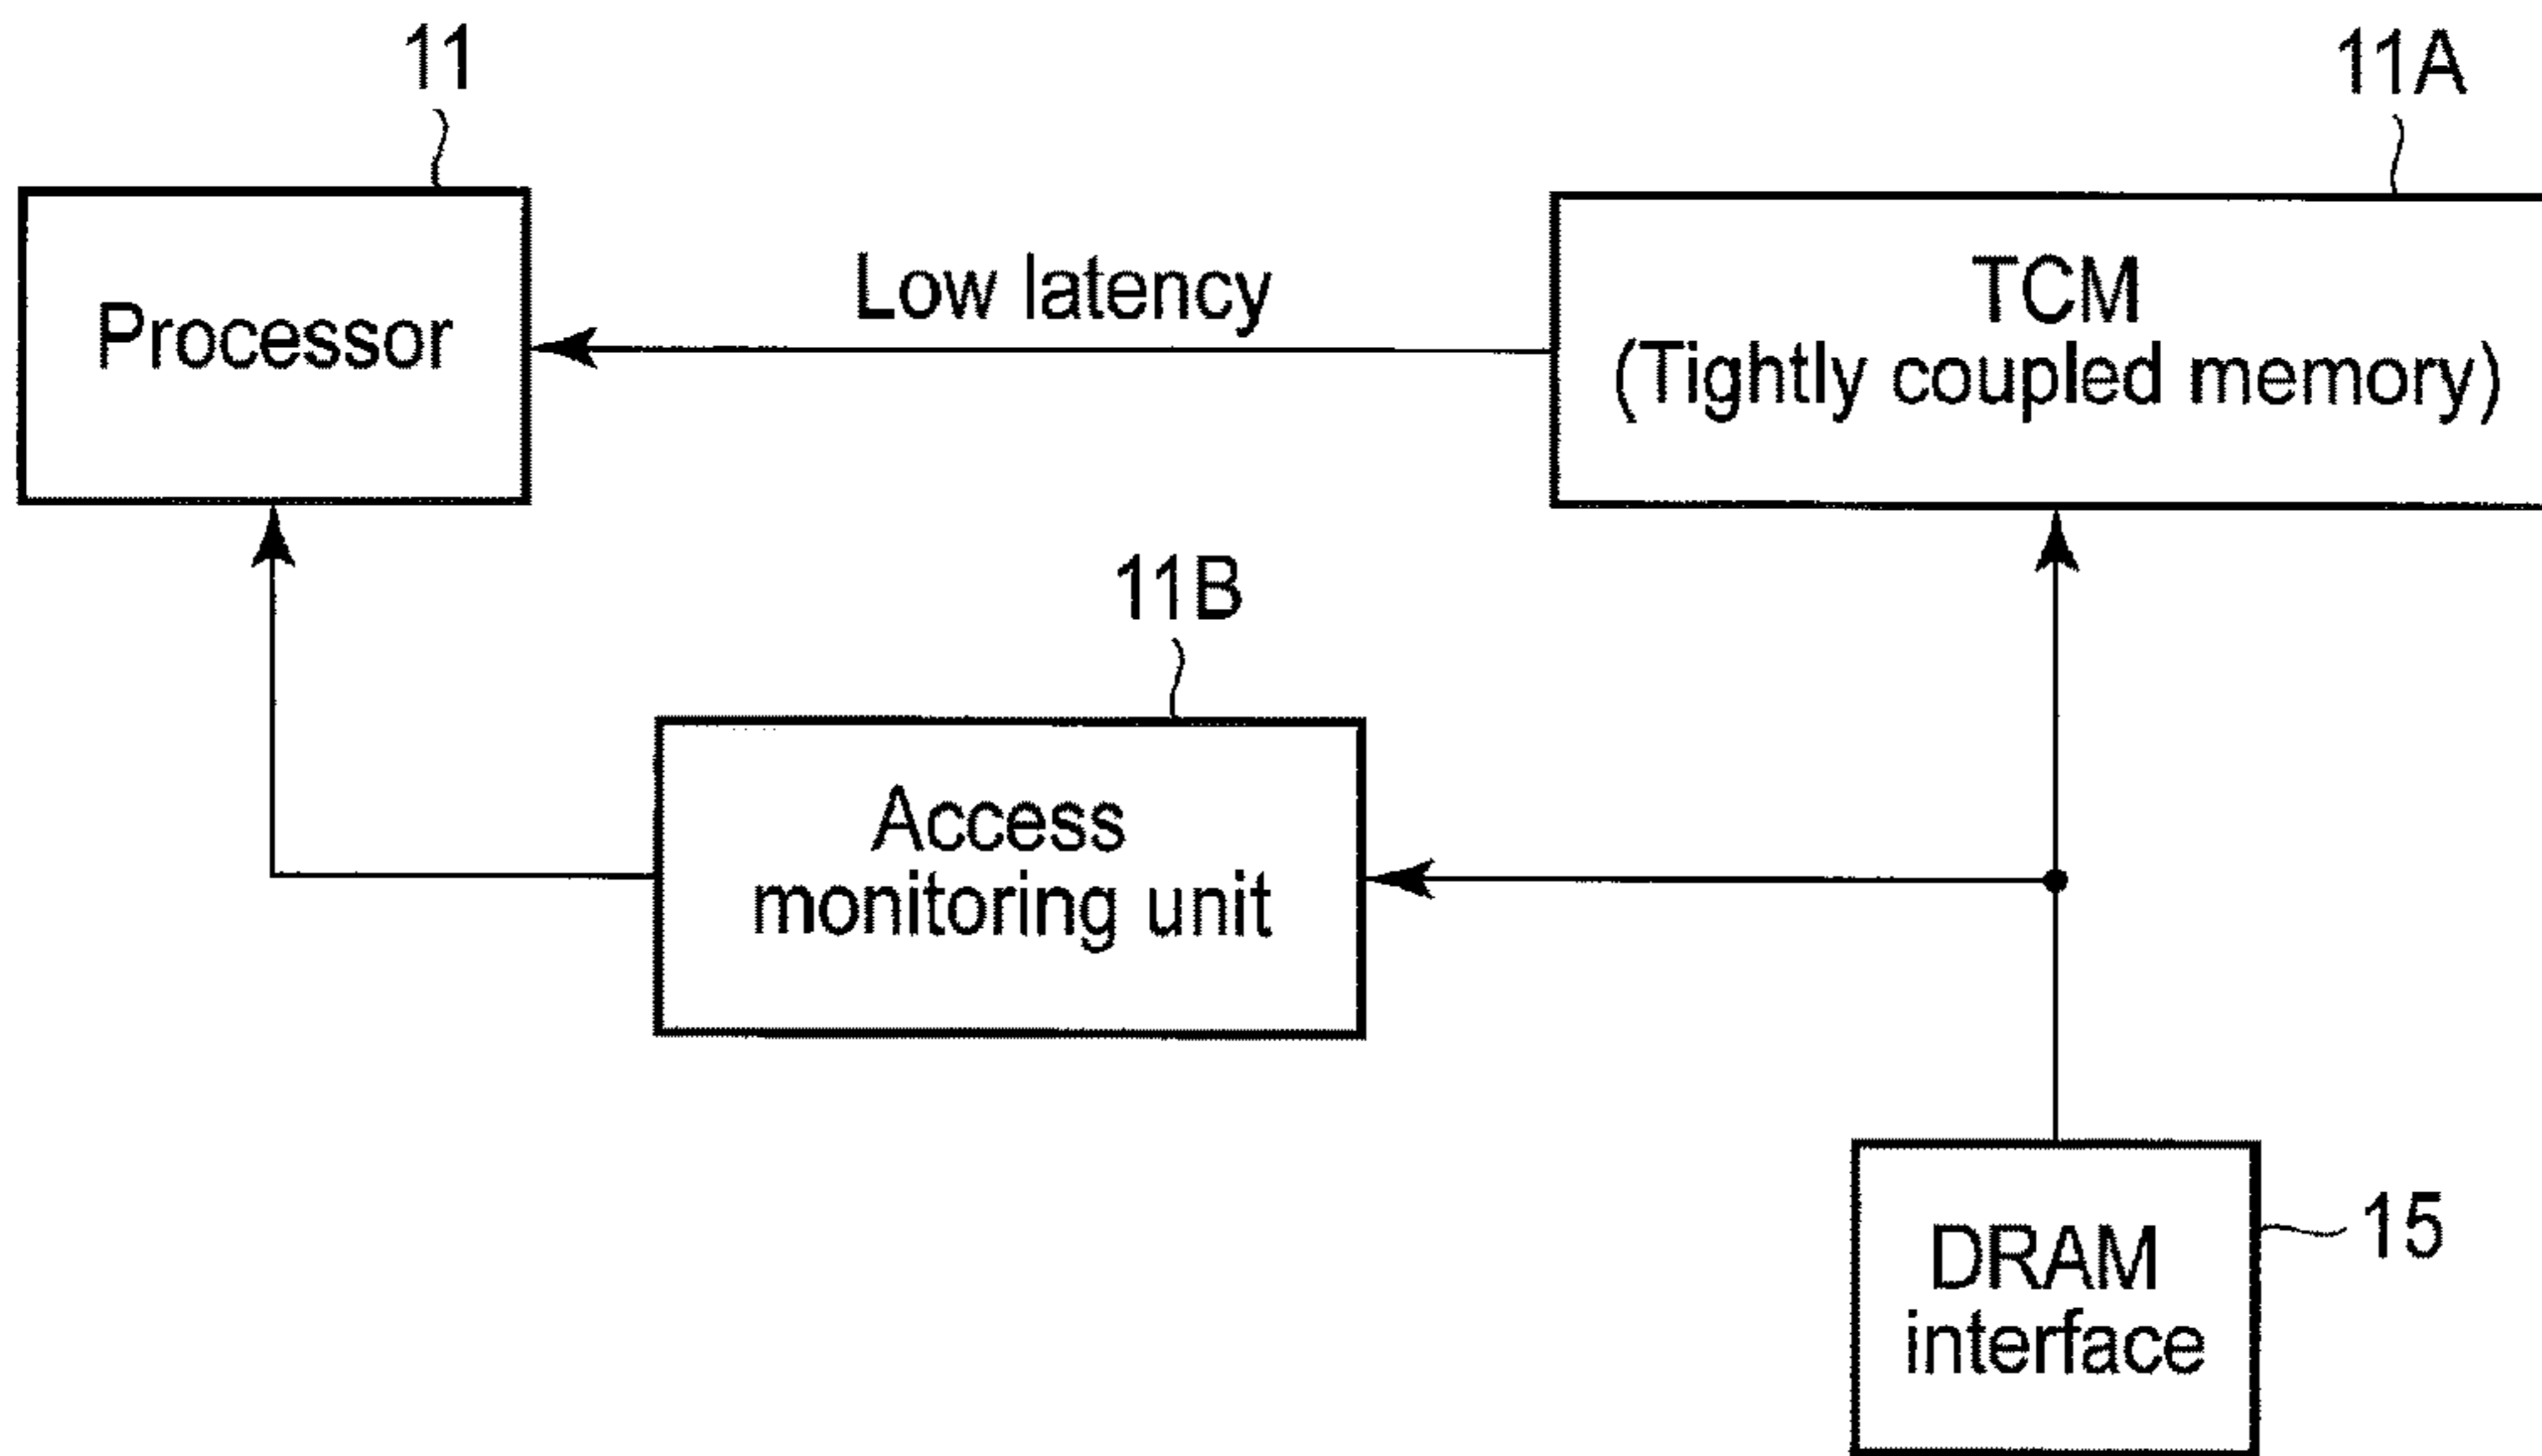 11
11A
Processor
Low latency
TCM
(Tightly coupled memory)
11B
Access
monitoring unit
DRAM
interface
15